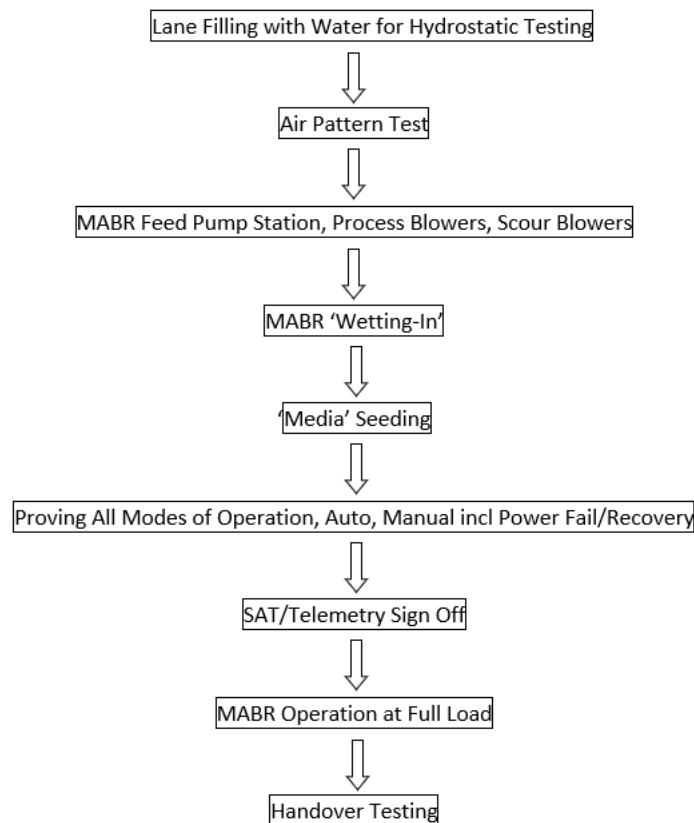 Lane Filling with Water for Hydrostatic Testing
Air Pattern Test
MABR Feed Pump Station, Process Blowers, Scour Blowers
MABR ‘Wetting-In’
‘Media’ Seeding
Proving All Modes of Operation, Auto, Manual incl Power Fail/Recovery
SAT/Telemetry Sign Off
MABR Operation at Full Load
Handover Testing